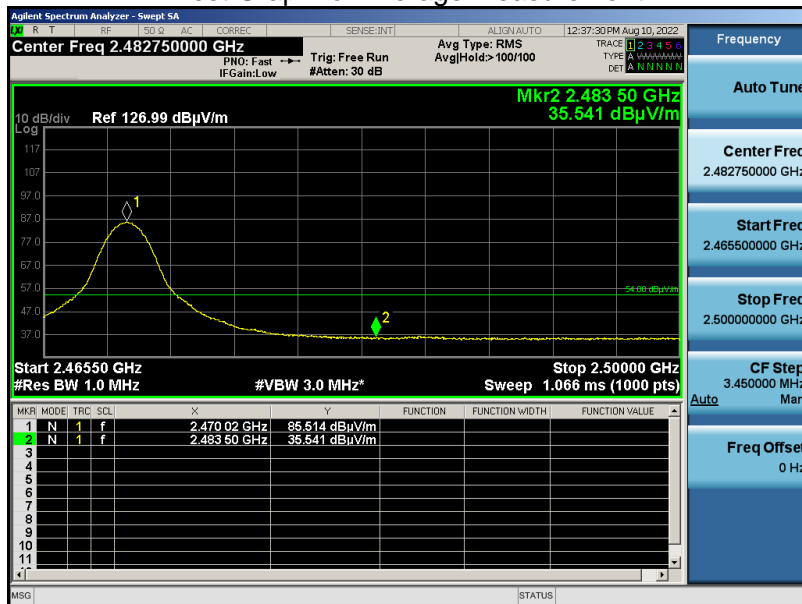 Agilent Spectrum Analyzer - Swept SA
LXI R T RF 50 Ω AC CORREC SENSE:INT ALIGN AUTO 12:37:30 PM Aug 10, 2022
Center Freq 2.482750000 GHz
PNO: Fast
IFGain:Low
Trig: Free Run
#Atten: 30 dB
Avg Type: RMS
Avg|Hold:>100/100
TRACE 1 2 3 4 5 6
TYPE A
DET A N N N N N
Mkr2 2.483 50 GHz
35.541 dBµV/m
10 dB/div Ref 126.99 dBµV/m
Log
117
107
97.0
87.0
77.0
67.0
57.0
47.0
37.0
1
2
54.00 dBµV/m
Start 2.46550 GHz Stop 2.50000 GHz
#Res BW 1.0 MHz #VBW 3.0 MHz* Sweep 1.066 ms (1000 pts)
MKR MODE TRC SCL X Y FUNCTION FUNCTION WIDTH FUNCTION VALUE
1 N 1 f 2.470 02 GHz 85.514 dBµV/m
2 N 1 f 2.483 50 GHz 35.541 dBµV/m
3
4
5
6
7
8
9
10
11
MSG STATUS
Frequency
Auto Tune
Center Freq
2.482750000 GHz
Start Freq
2.465500000 GHz
Stop Freq
2.500000000 GHz
CF Step
3.450000 MHz
Auto Man
Freq Offset
0 Hz